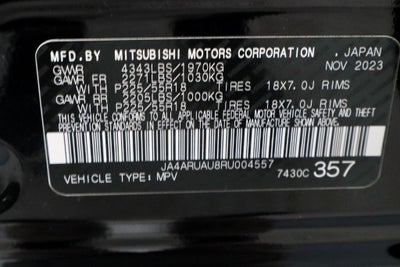 MFD.BY MITSUBISHI MOTORS CORPORATION .JAPAN
GVWR 4343LBS/1970KG NOV 2023
GAWR FR 2271LBS/1030KG
WITH P225/55R18 TIRES 18X7.0J RIMS
GAWR RR 2205LBS/1000KG
WITH P225/55R18 TIRES 18X7.0J RIMS
THIS VEHICLE CONFORMS TO ALL APPLICABLE FEDERAL
MOTOR VEHICLE SAFETY AND THEFT PREVENTION STANDARDS
IN EFFECT ON THE DATE OF MANUFACTURE SHOWN ABOVE.
JA4ARUAU8RU004557
VEHICLE TYPE: MPV 7430C 357